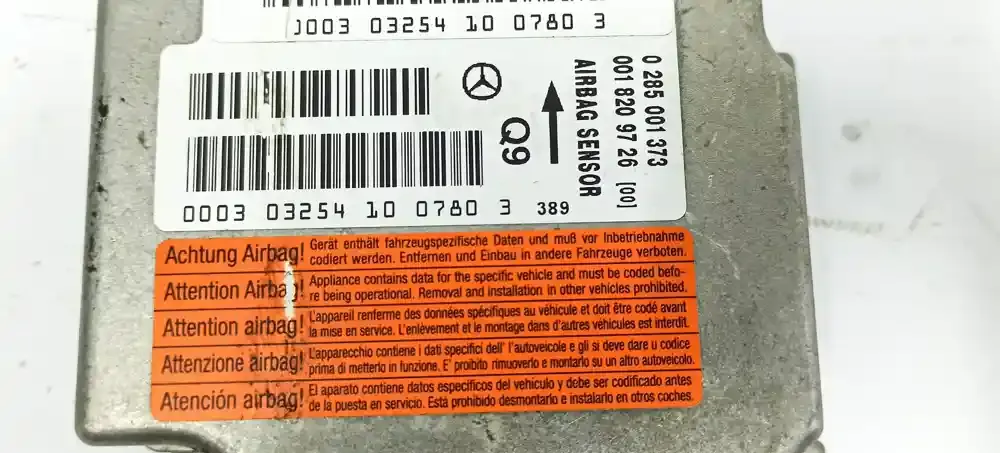 0003 03254 10 0780 3
0 285 001 373
001 820 97 26 [00]
AIRBAG SENSOR
Q9
0003 03254 10 0780 3 389
Achtung Airbag! Gerät enthält fahrzeugspezifische Daten und muß vor Inbetriebnahme
codiert werden. Entfernen und Einbau in andere Fahrzeuge verboten.
Attention Airbag! Appliance contains data for the specific vehicle and must be coded befo-
re being operational. Removal and installation in other vehicles prohibited.
Attention airbag! L'appareil renferme des données spécifiques au véhicule et doit être codé avant
la mise en service. L'enlèvement et le montage dans d'autres véhicules est interdit.
Attenzione airbag! L'apparecchio contiene i dati specifici dell' l'autoveicole e gli si deve dare u codice
prima di metterlo in funzione. E' proibito rimuoverlo e montarlo su un altro autoveicolo.
Atención airbag! El aparato contiene datos especificos del vehiculo y debe ser codificado antes
de la puesta en servicio. Está prohibido desmontarlo e instalarlo en otros coches.